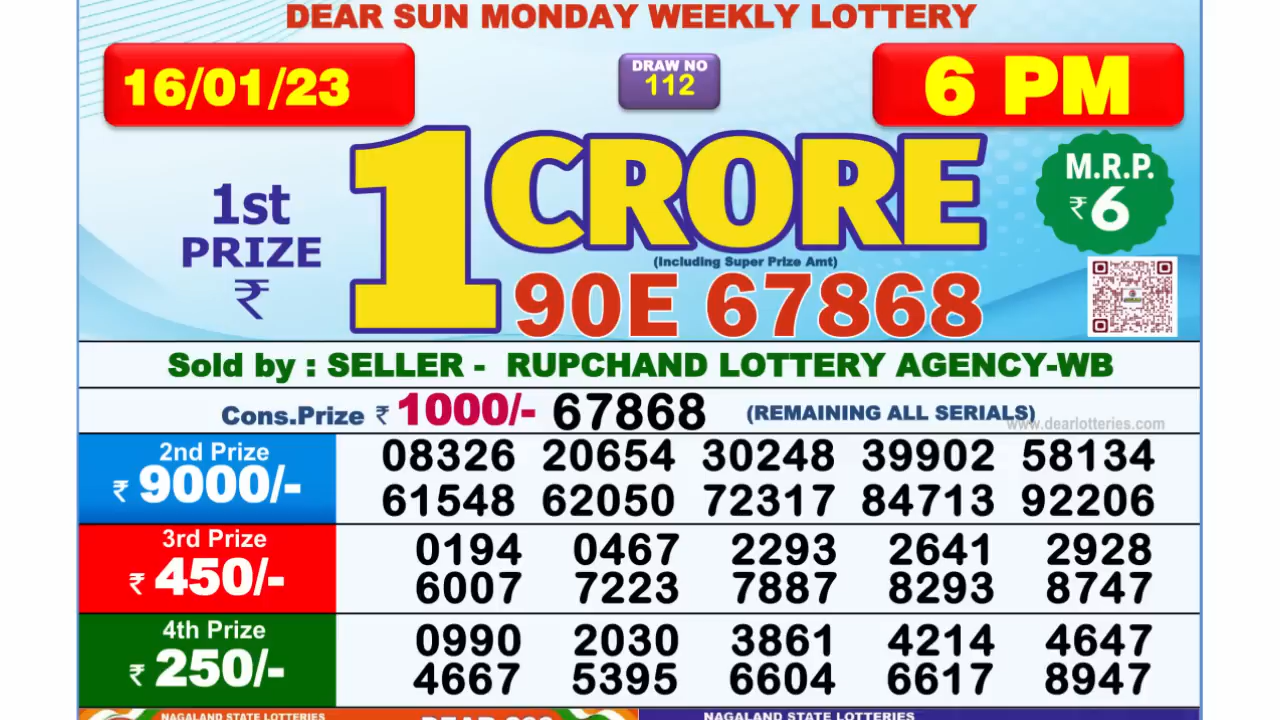 DEAR SUN MONDAY WEEKLY LOTTERY
16/01/23
DRAW NO
112
6 PM
1 CRORE
M.R.P.
₹ 6
1st
PRIZE
₹
(Including Super Prize Amt)
90E 67868
Sold by : SELLER - RUPCHAND LOTTERY AGENCY-WB
Cons.Prize ₹ 1000/- 67868 (REMAINING ALL SERIALS)
www.dearlotteries.com
2nd Prize
₹ 9000/-
08326 20654 30248 39902 58134
61548 62050 72317 84713 92206
3rd Prize
₹ 450/-
0194 0467 2293 2641 2928
6007 7223 7887 8293 8747
4th Prize
₹ 250/-
0990 2030 3861 4214 4647
4667 5395 6604 6617 8947
NAGALAND STATE LOTTERIES
NAGALAND STATE LOTTERIES